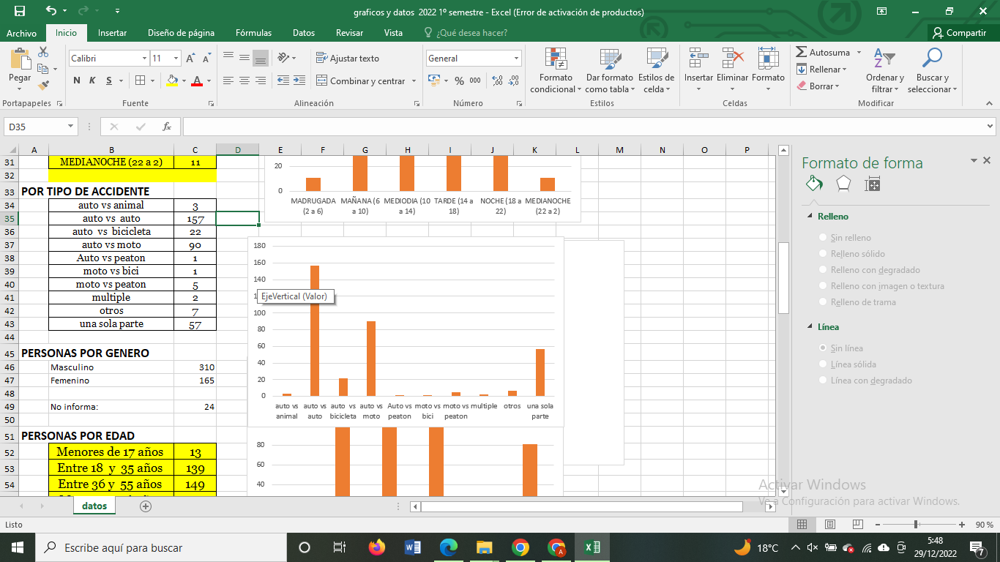 graficos y datos  2022 1º semestre - Excel (Error de activación de productos)
Archivo Inicio Insertar Diseño de página Fórmulas Datos Revisar Vista ¿Qué desea hacer? Compartir
Pegar
Calibri 11
N K S
Ajustar texto
Combinar y centrar
General
% 000
Formato condicional
Dar formato como tabla
Estilos de celda
Insertar Eliminar Formato
Autosuma
Rellenar
Borrar
Ordenar y filtrar
Buscar y seleccionar
Portapapeles Fuente Alineación Número Estilos Celdas Modificar
D35 fx
A B C D E F G H I J K L M N O P
31 MEDIANOCHE (22 a 2) 11
32
33 POR TIPO DE ACCIDENTE
34 auto vs animal 3
35 auto vs  auto 157
36 auto  vs  bicicleta 22
37 auto vs moto 90
38 Auto vs peaton 1
39 moto vs bici 1
40 moto vs peaton 5
41 multiple 2
42 otros 7
43 una sola parte 57
44
45 PERSONAS POR GENERO
46 Masculino 310
47 Femenino 165
48
49 No informa: 24
50
51 PERSONAS POR EDAD
52 Menores de 17 años 13
53 Entre 18  y  35 años 139
54 Entre 36 y  55 años 149
20
0
MADRUGADA (2 a 6)
MAÑANA (6 a 10)
MEDIODIA (10 a 14)
TARDE (14 a 18)
NOCHE (18 a 22)
MEDIANOCHE (22 a 2)
180
160
140
EjeVertical (Valor)
100
80
60
40
20
0
auto vs animal
auto vs auto
auto vs bicicleta
auto vs moto
Auto vs peaton
moto vs bici
moto vs peaton
multiple
otros
una sola parte
80
60
40
Formato de forma
Relleno
Sin relleno
Relleno sólido
Relleno con degradado
Relleno con imagen o textura
Relleno de trama
Línea
Sin línea
Línea sólida
Línea con degradado
Activar Windows
Ve a Configuración para activar Windows.
datos
Listo
90 %
Escribe aquí para buscar
18°C
5:48
29/12/2022
7